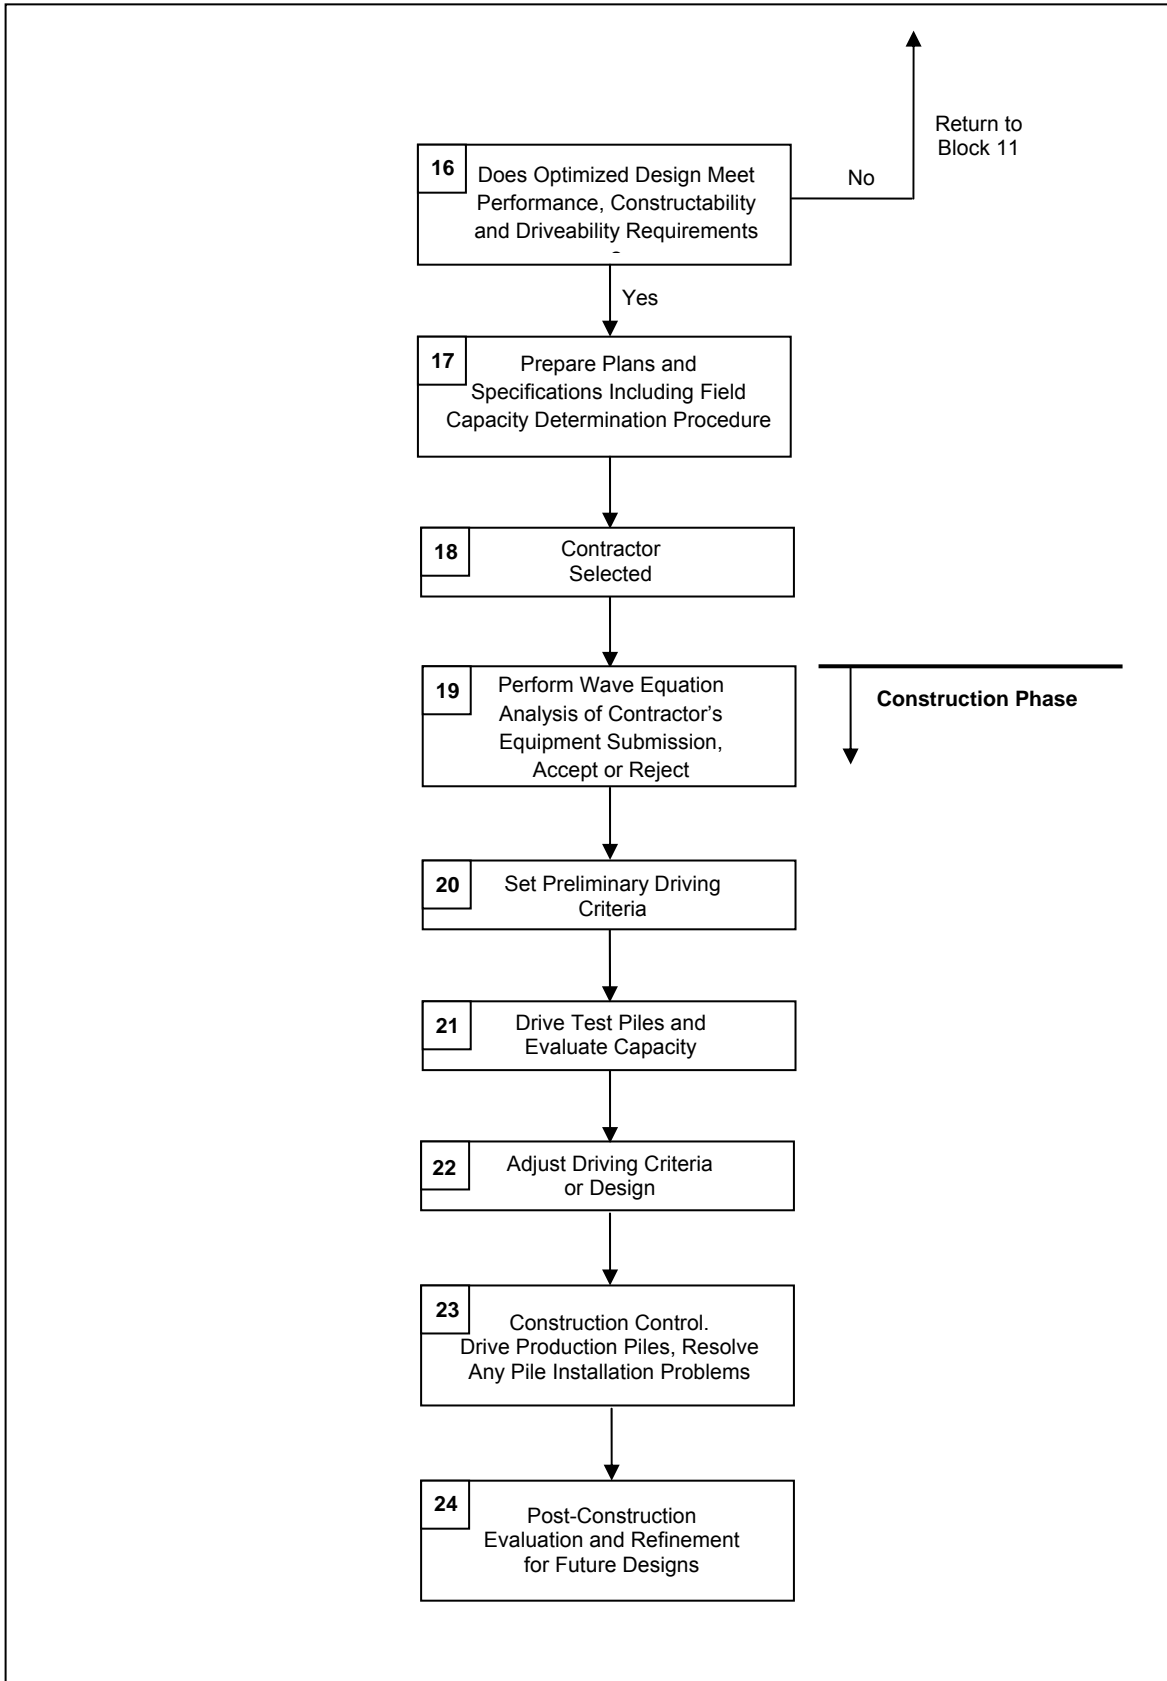 Return to
Block 11
16
Does Optimized Design Meet
Performance, Constructability
and Driveability Requirements
No
Yes
17
Prepare Plans and
Specifications Including Field
Capacity Determination Procedure
18
Contractor
Selected
19
Perform Wave Equation
Analysis of Contractor’s
Equipment Submission,
Accept or Reject
Construction Phase
20
Set Preliminary Driving
Criteria
21
Drive Test Piles and
Evaluate Capacity
22
Adjust Driving Criteria
or Design
23
Construction Control.
Drive Production Piles, Resolve
Any Pile Installation Problems
24
Post-Construction
Evaluation and Refinement
for Future Designs